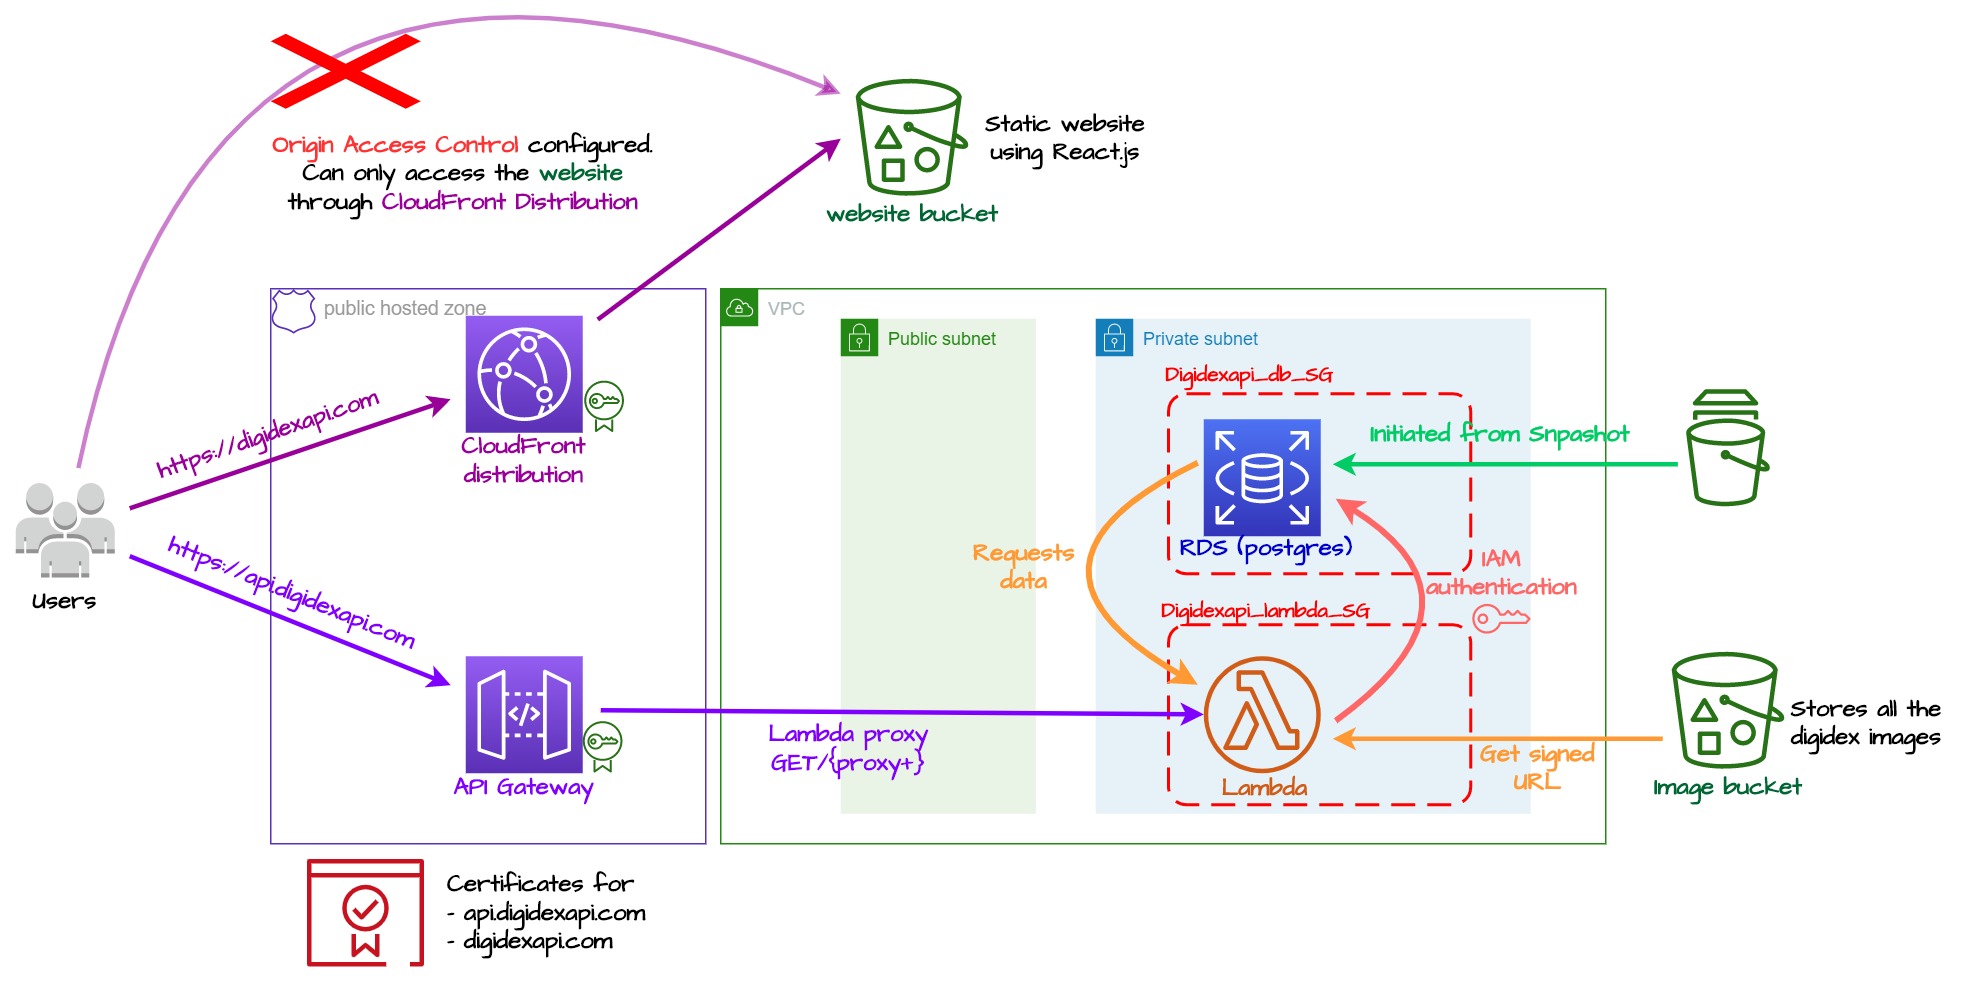 Origin Access Control configured.
Can only access the website
through CloudFront Distribution
Static website
using React.js
website bucket
public hosted zone
VPC
Public subnet
Private subnet
https://digidexapi.com
CloudFront
distribution
Digidexapi_db_SG
Initiated from Snpashot
RDS (postgres)
Requests
data
IAM
authentication
Users
https://api.digidexapi.com
Digidexapi_lambda_SG
API Gateway
Lambda proxy
GET/{proxy+}
Lambda
Get signed
URL
Stores all the
digidex images
Image bucket
Certificates for
- api.digidexapi.com
- digidexapi.com